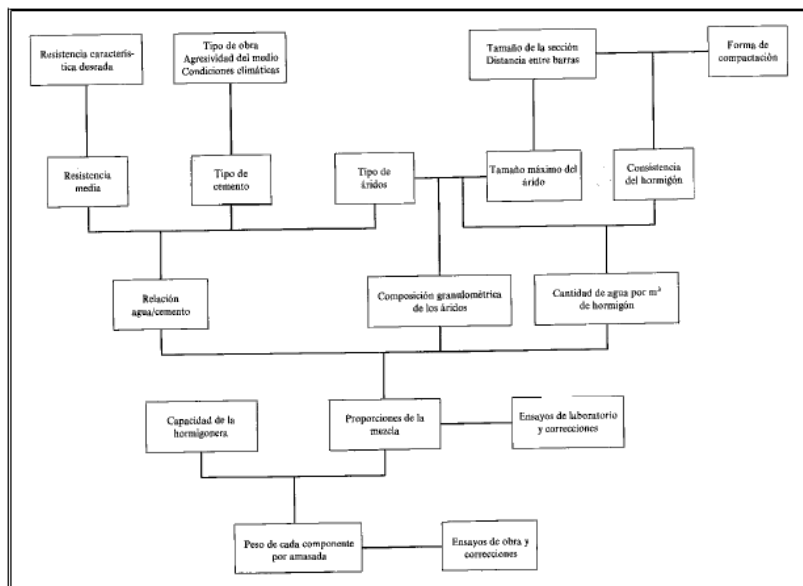 Resistencia caracterís-
tica deseada
Tipo de obra
Agresividad del medio
Condiciones climáticas
Tamaño de la sección
Distancia entre barras
Forma de
compactación
Resistencia
media
Tipo de
cemento
Tipo de
áridos
Tamaño máximo del
árido
Consistencia
del hormigón
Relación
agua/cemento
Composición granulométrica
de los áridos
Cantidad de agua por m³
de hormigón
Capacidad de la
hormigonera
Proporciones de la
mezcla
Ensayos de laboratorio
y correcciones
Peso de cada componente
por amasada
Ensayos de obra y
correcciones